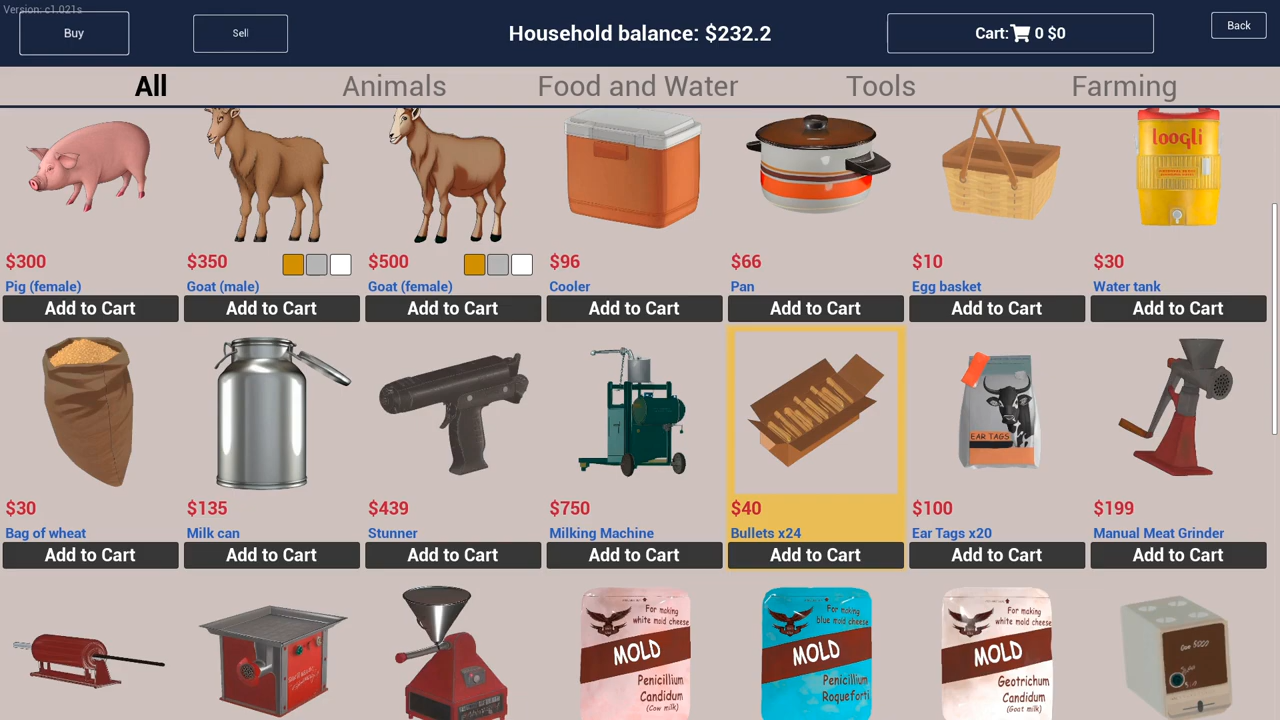 Version: c1.021s
Buy
Sell
Household balance: $232.2
Cart: 0 $0
Back
All
Animals
Food and Water
Tools
Farming
loogli
$300
Pig (female)
Add to Cart
$350
Goat (male)
Add to Cart
$500
Goat (female)
Add to Cart
$96
Cooler
Add to Cart
$66
Pan
Add to Cart
$10
Egg basket
Add to Cart
$30
Water tank
Add to Cart
EAR TAGS
$30
Bag of wheat
Add to Cart
$135
Milk can
Add to Cart
$439
Stunner
Add to Cart
$750
Milking Machine
Add to Cart
$40
Bullets x24
Add to Cart
$100
Ear Tags x20
Add to Cart
$199
Manual Meat Grinder
Add to Cart
For making
white mold cheese
MOLD
Penicillium
Candidum
(Cow milk)
For making
blue mold cheese
MOLD
Penicillium
Roqueforti
For making
white mold cheese
MOLD
Geotrichum
Candidum
(Goat milk)